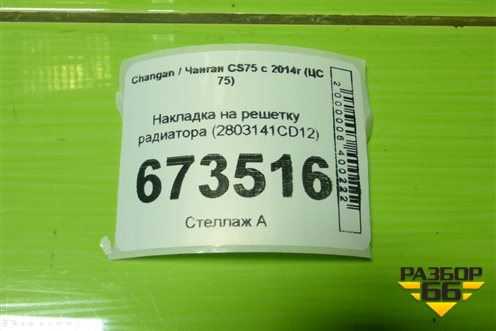 Changan / Чанган CS75 с 2014г (ЦС
75)
Накладка на решетку
радиатора (2803141CD12)
673516
Стеллаж А
2000006400222
РАЗБОР
66